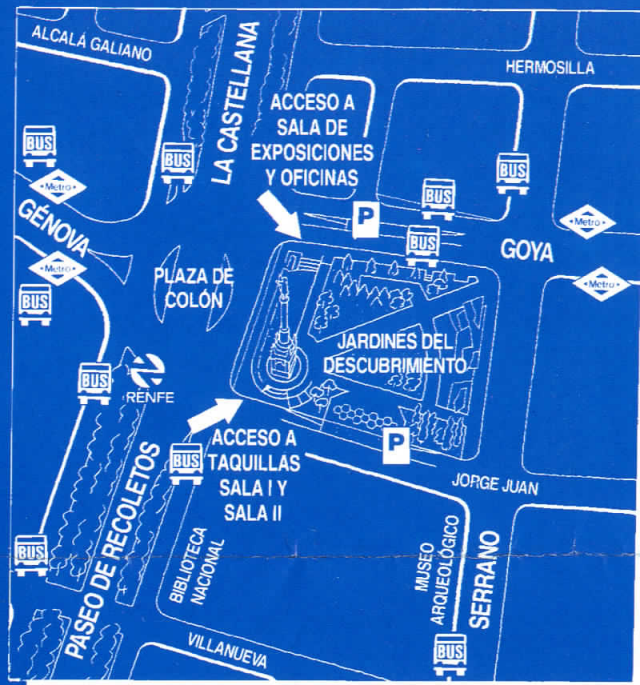 ALCALÁ GALIANO
LA CASTELLANA
HERMOSILLA
ACCESO A
SALA DE
EXPOSICIONES
Y OFICINAS
BUS
BUS
BUS
BUS
Metro
P
Metro
GÉNOVA
BUS
GOYA
Metro
PLAZA DE
COLÓN
Metro
BUS
JARDINES DEL
DESCUBRIMIENTO
BUS
RENFE
ACCESO A
TAQUILLAS
SALA I Y
SALA II
P
BUS
JORGE JUAN
PASEO DE RECOLETOS
BIBLIOTECA
NACIONAL
MUSEO
ARQUEOLÓGICO
SERRANO
BUS
VILLANUEVA
BUS